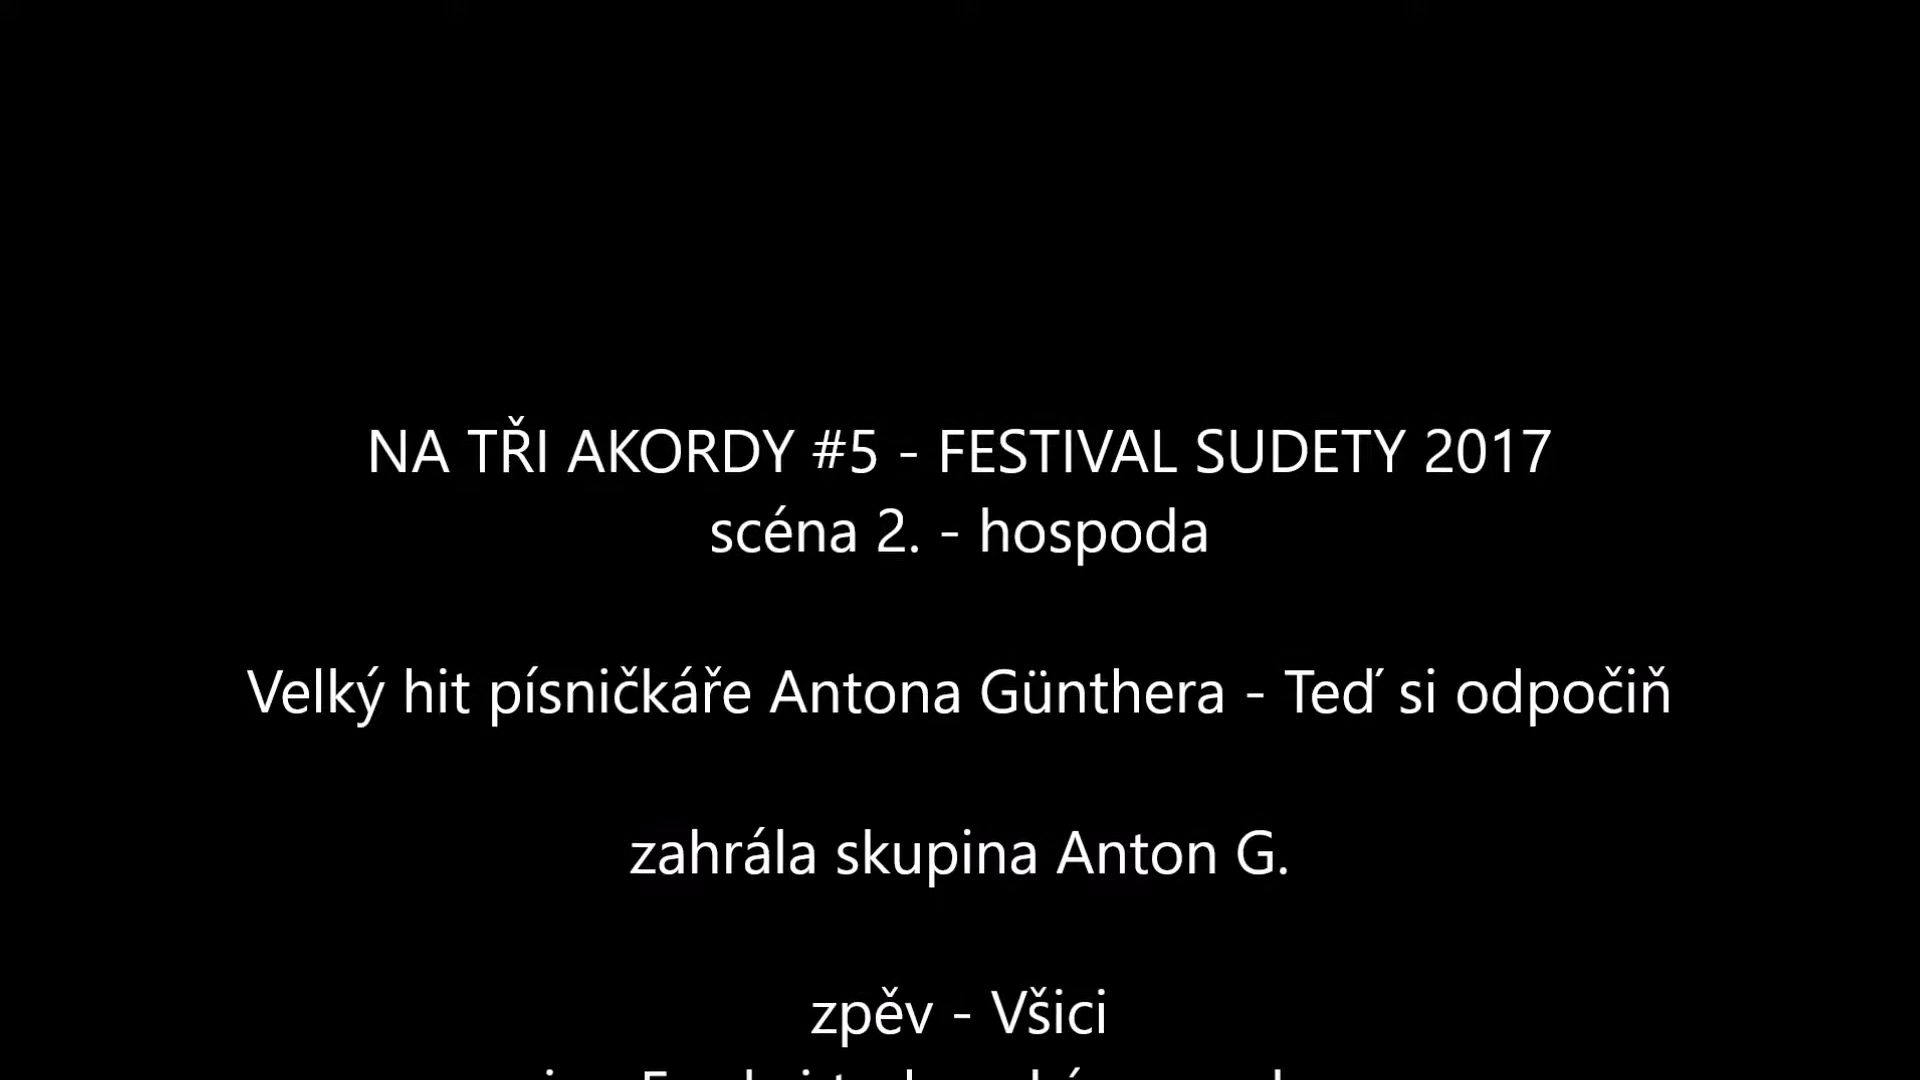 NA TŘI AKORDY #5 - FESTIVAL SUDETY 2017
scéna 2. - hospoda
Velký hit písničkáře Antona Günthera - Teď si odpočiň
zahrála skupina Anton G.
zpěv - Všici